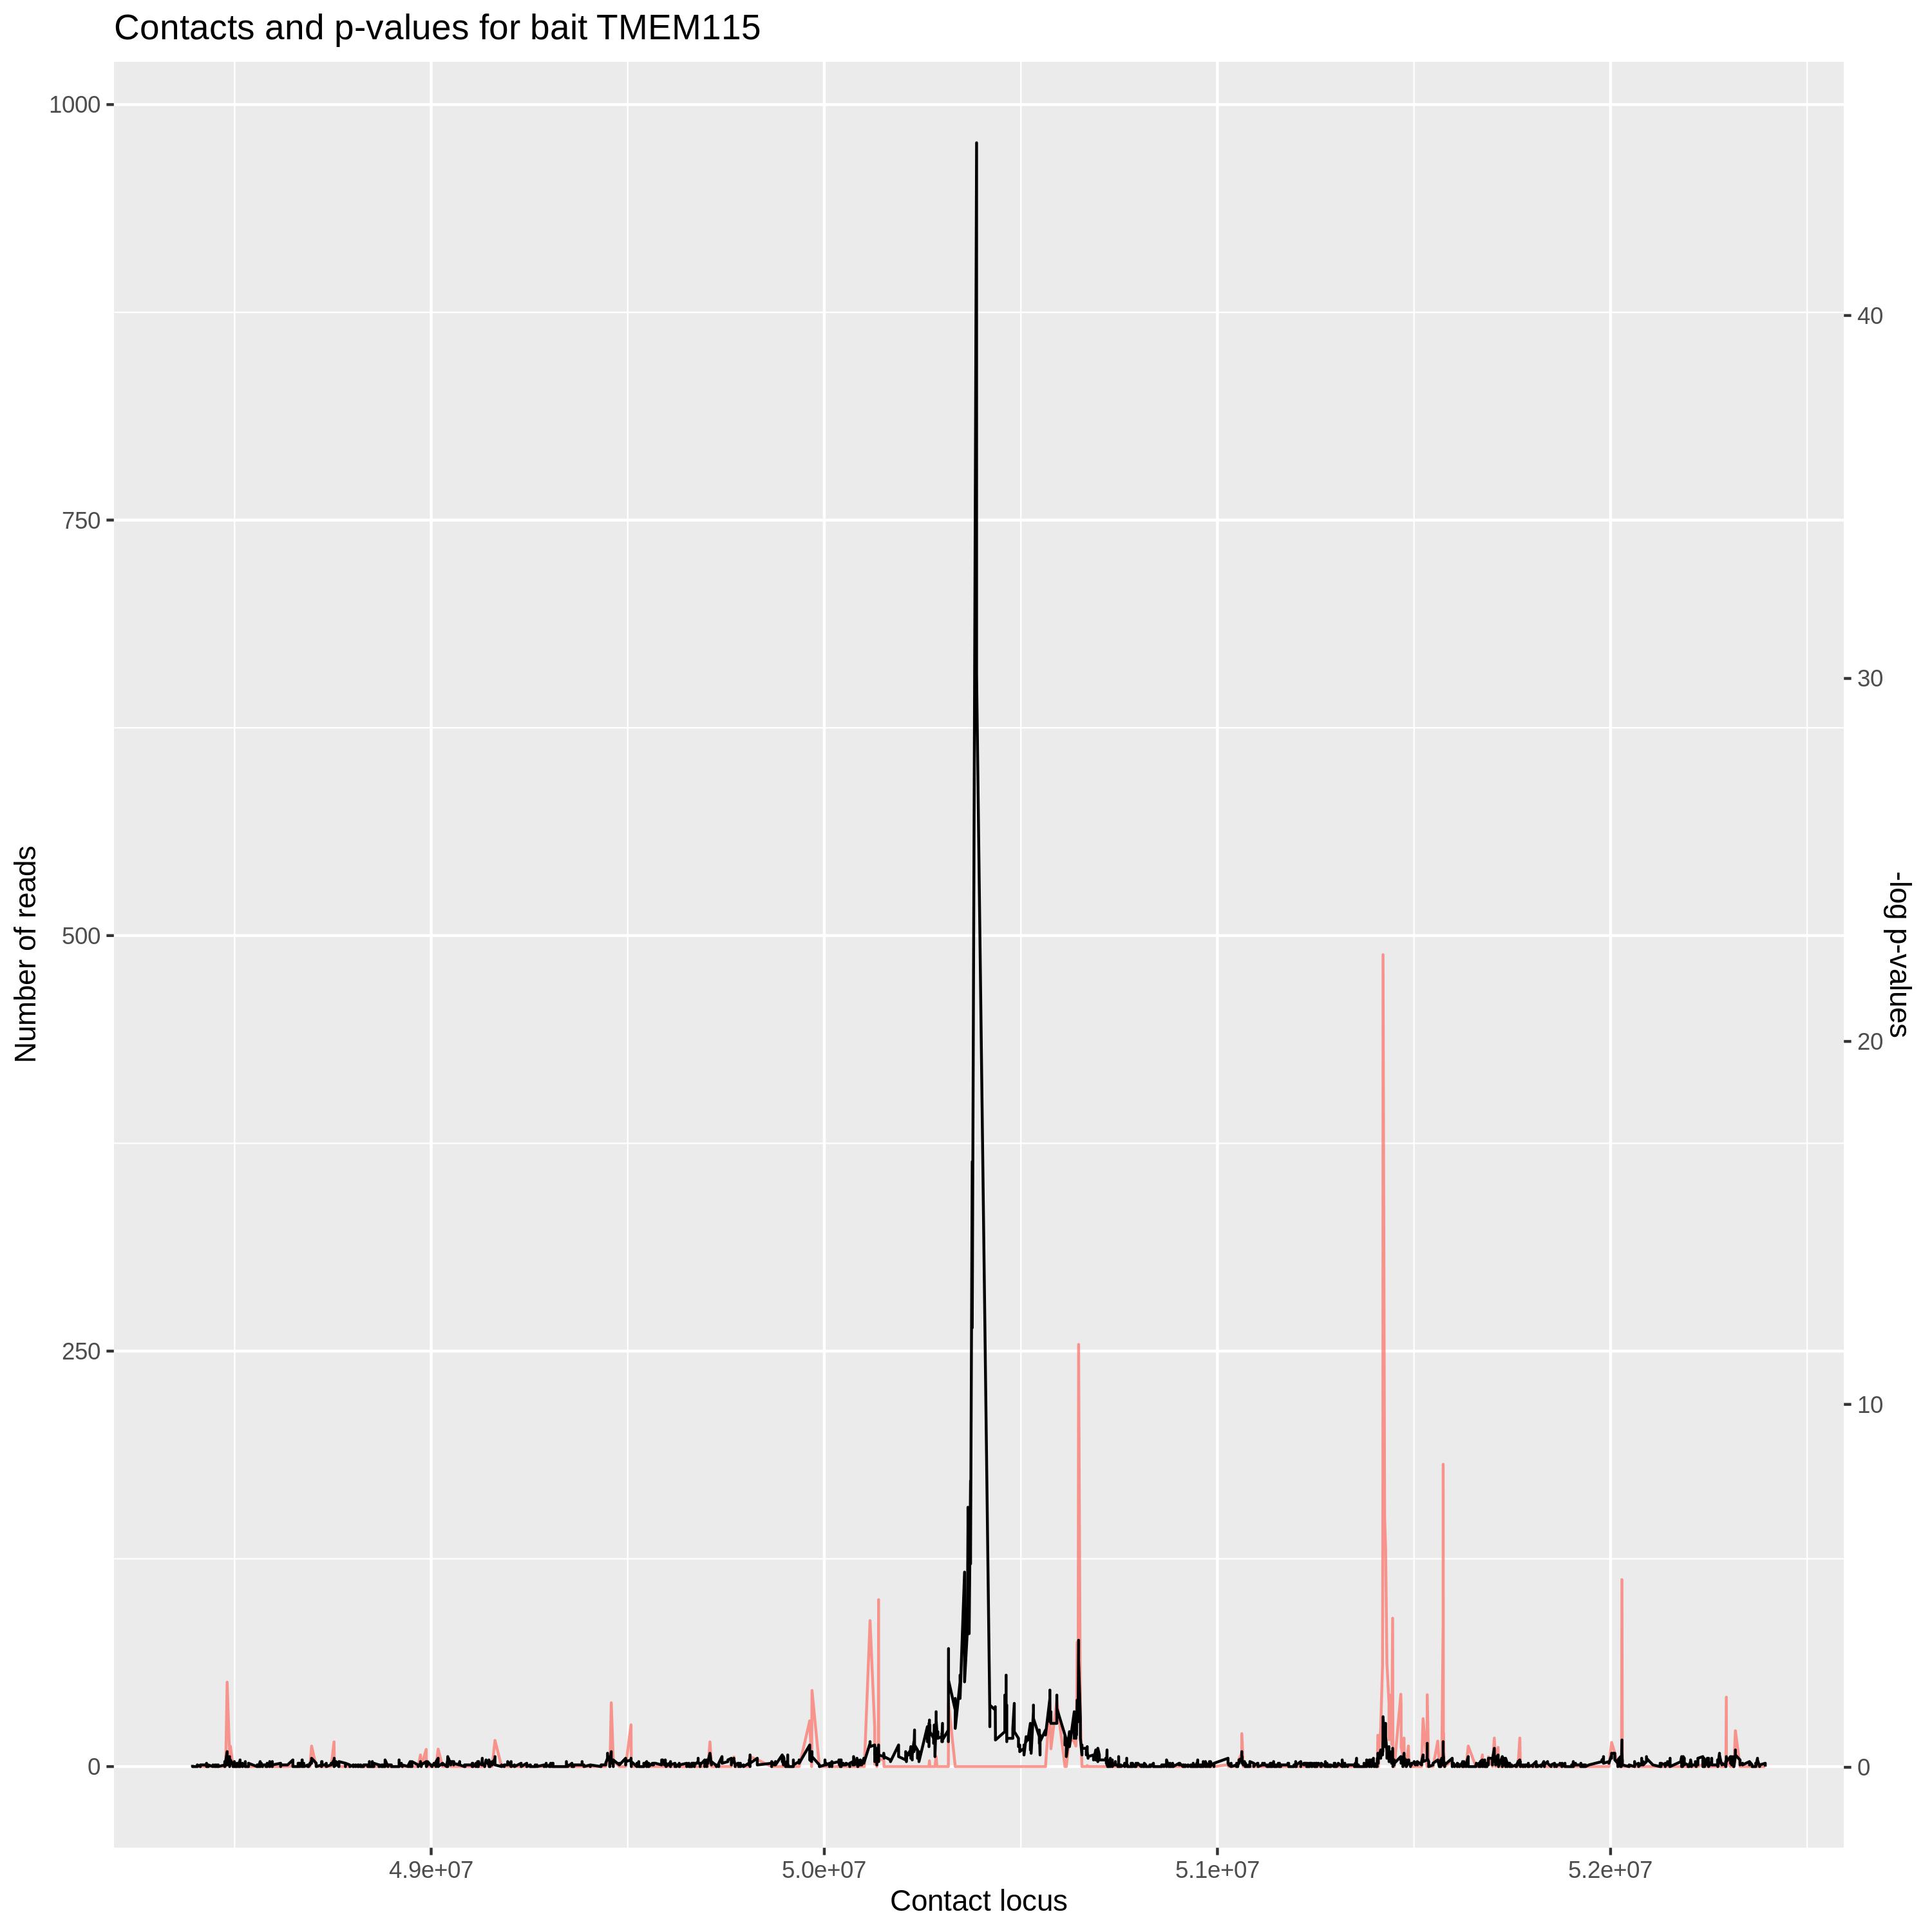 Contacts and p-values for bait TMEM115
1000
750
500
250
0
Number of reads
40
30
20
10
0
-log p-values
4.9e+07
5.0e+07
5.1e+07
5.2e+07
Contact locus